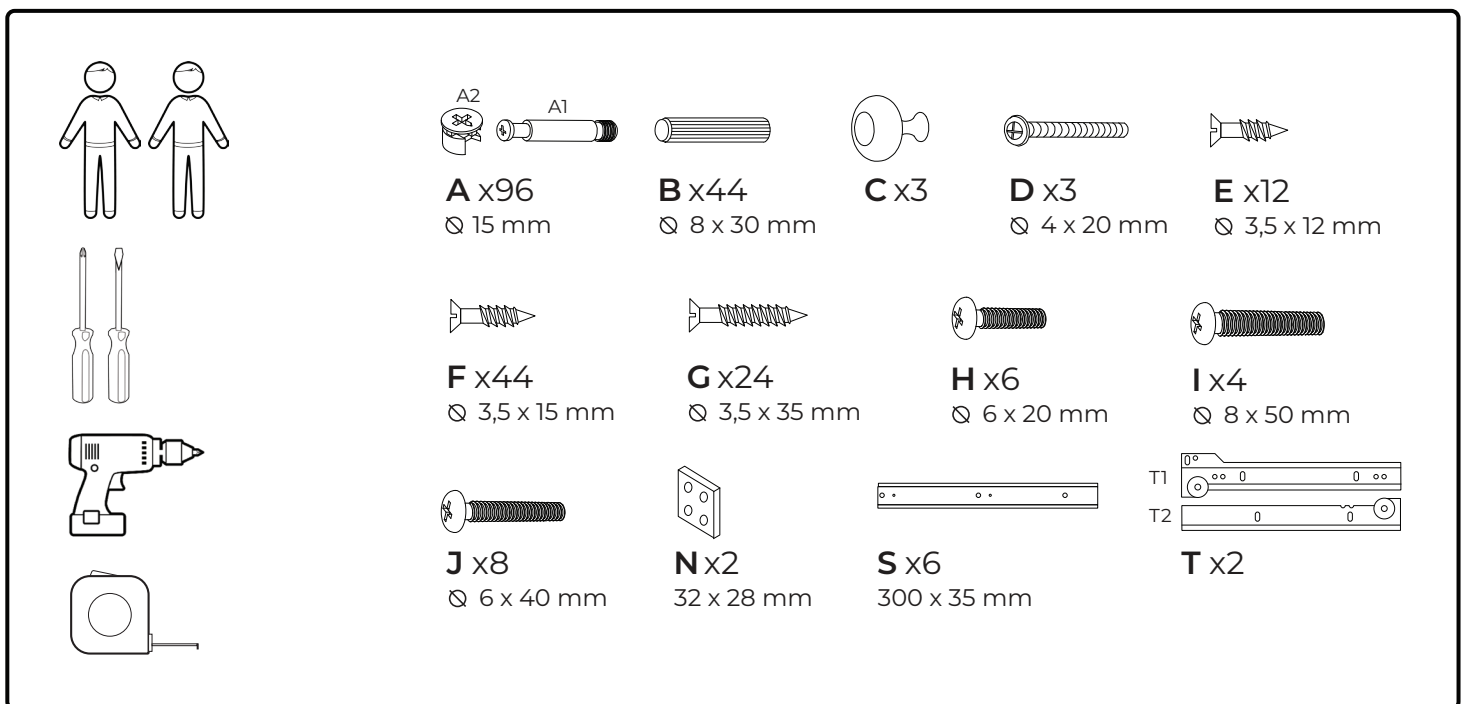 A2
A1
A x96
⌀ 15 mm
B x44
⌀ 8 x 30 mm
C x3
D x3
⌀ 4 x 20 mm
E x12
⌀ 3,5 x 12 mm
F x44
⌀ 3,5 x 15 mm
G x24
⌀ 3,5 x 35 mm
H x6
⌀ 6 x 20 mm
I x4
⌀ 8 x 50 mm
J x8
⌀ 6 x 40 mm
N x2
32 x 28 mm
S x6
300 x 35 mm
T1
T2
T x2